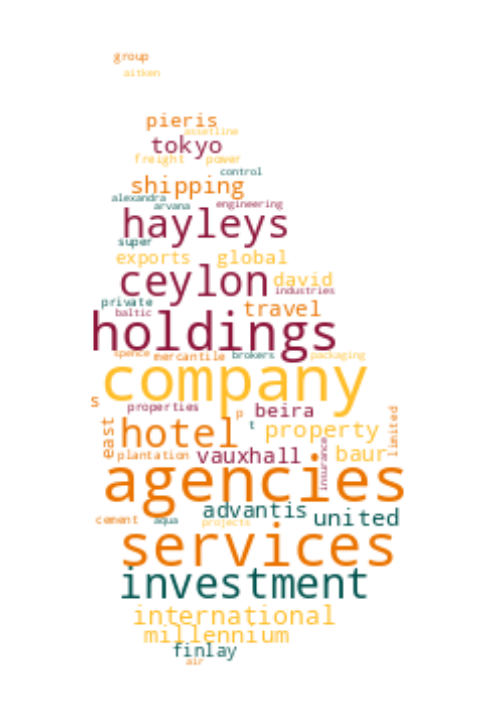 group
aitken
pieris
assetline
tokyo
freight power
control
shipping
alexandra
arvana engineering
hayleys
super
exports global
ceylon david
industries
private
baltic travel
holdings
spence mercantile brokers packaging
company
s
properties p beira
t
limited
east
hotel property
plantation vauxhall insurance baur
agencies
advantis united
cement aqua projects
services
investment
international
millennium
finlay
air